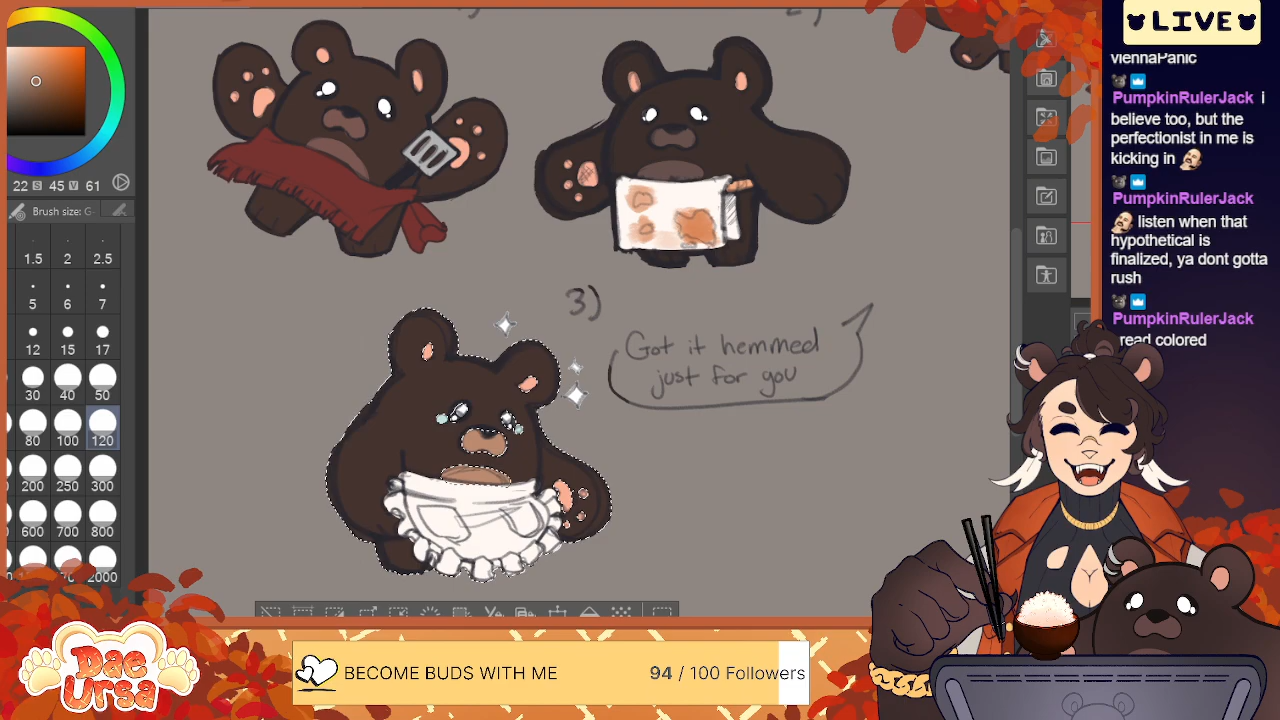 LIVE
viennaPanic
PumpkinRulerJack i
believe too, but the
perfectionist in me is
kicking in
PumpkinRulerJack
listen when that
hypothetical is
finalized, ya dont gotta
rush
PumpkinRulerJack
read colored
22 S 45 V 61
Brush size: G
1.5 2 2.5
5 6 7
12 15 17
30 40 50
80 100 120
200 250 300
600 700 800
2000
3)
Got it hemmed
just for you
Dae
Ursa
BECOME BUDS WITH ME
94 / 100 Followers